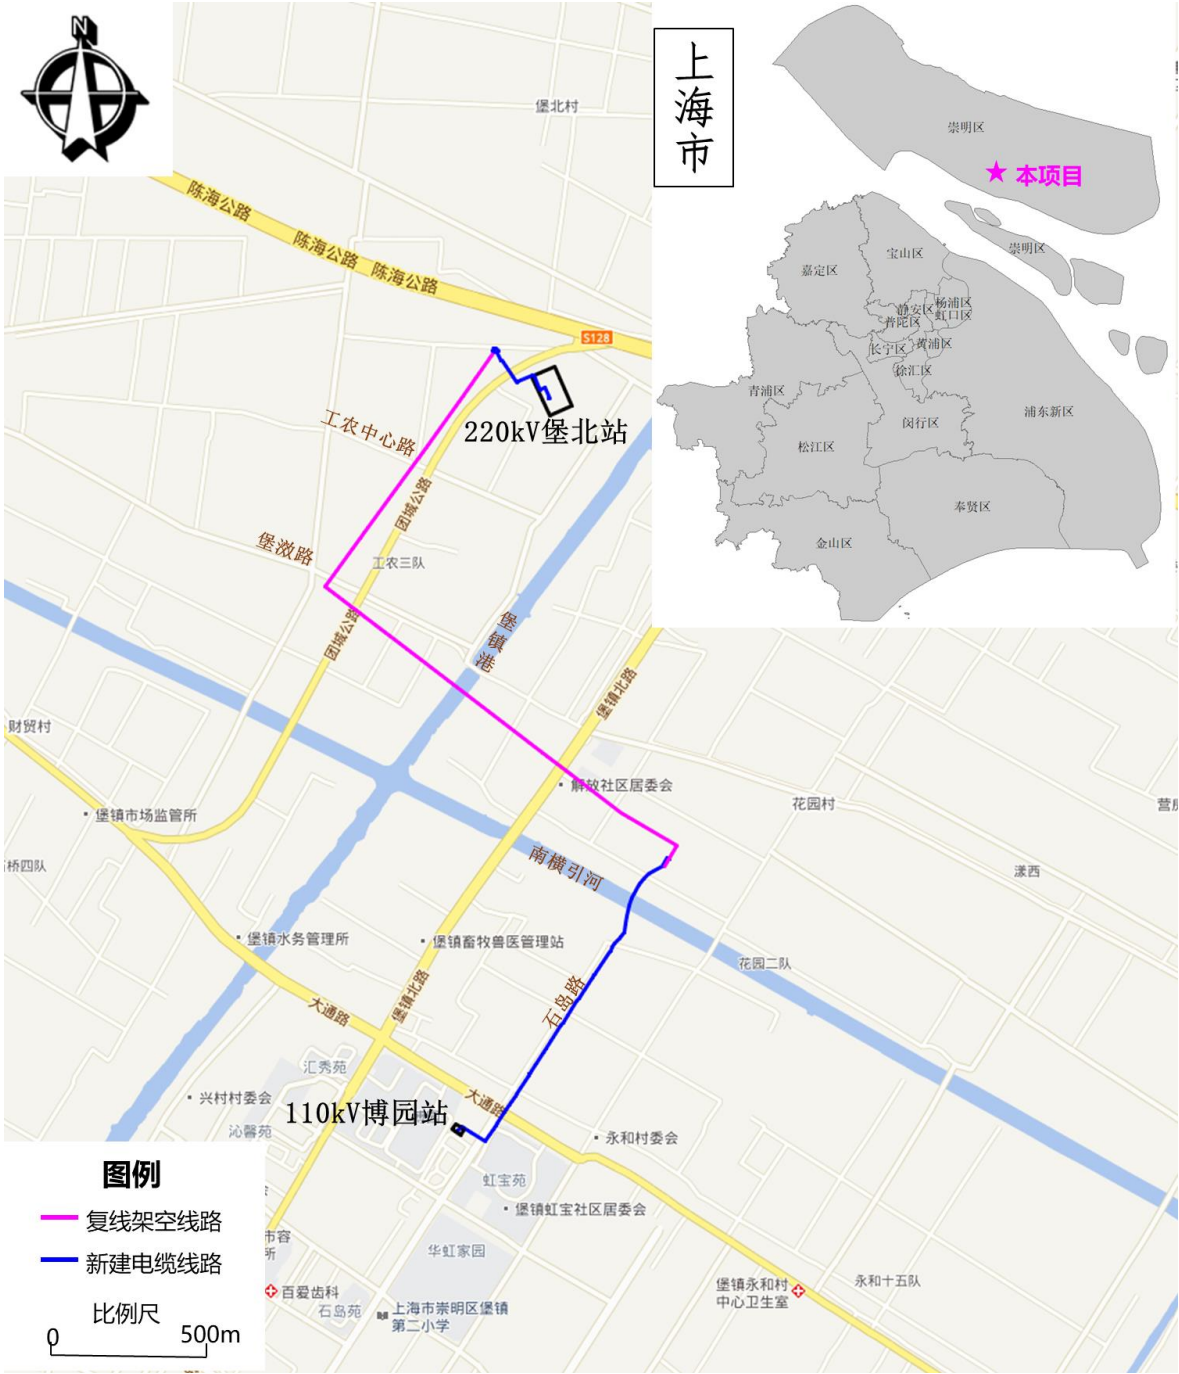 N
堡北村
陈海公路
陈海公路
陈海公路
S128
220kV堡北站
工农中心路
团城公路
堡滧路
工农三队
团城公路
堡镇港
堡镇北路
财贸村
解放社区居委会
花园村
堡镇市场监管所
桥四队
漾西
南横引河
堡镇水务管理所
堡镇畜牧兽医管理站
花园二队
石岛路
堡镇北路
大通路
汇秀苑
大通路
兴村村委会
110kV博园站
沁馨苑
永和村委会
虹宝苑
堡镇虹宝社区居委会
华虹家园
市容
所
百爱齿科
石岛苑
上海市崇明区堡镇
第二小学
堡镇永和村
中心卫生室
永和十五队
上海市
崇明区
本项目
崇明区
宝山区
嘉定区
杨浦区
静安区
虹口区
普陀区
长宁区
黄浦区
徐汇区
青浦区
浦东新区
闵行区
松江区
奉贤区
金山区
图例
复线架空线路
新建电缆线路
比例尺
0
500m